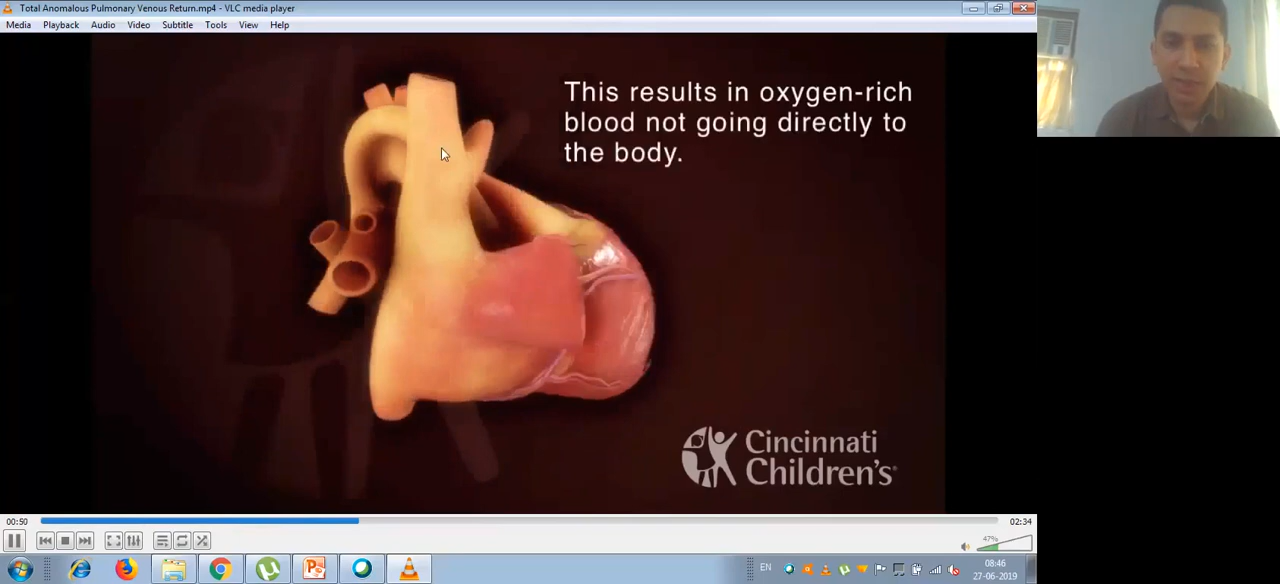 Total Anomalous Pulmonary Venous Return.mp4 - VLC media player
Media Playback Audio Video Subtitle Tools View Help
This results in oxygen-rich
blood not going directly to
the body.
Cincinnati
Children's
00:50
02:34
47%
EN
08:46
27-06-2019